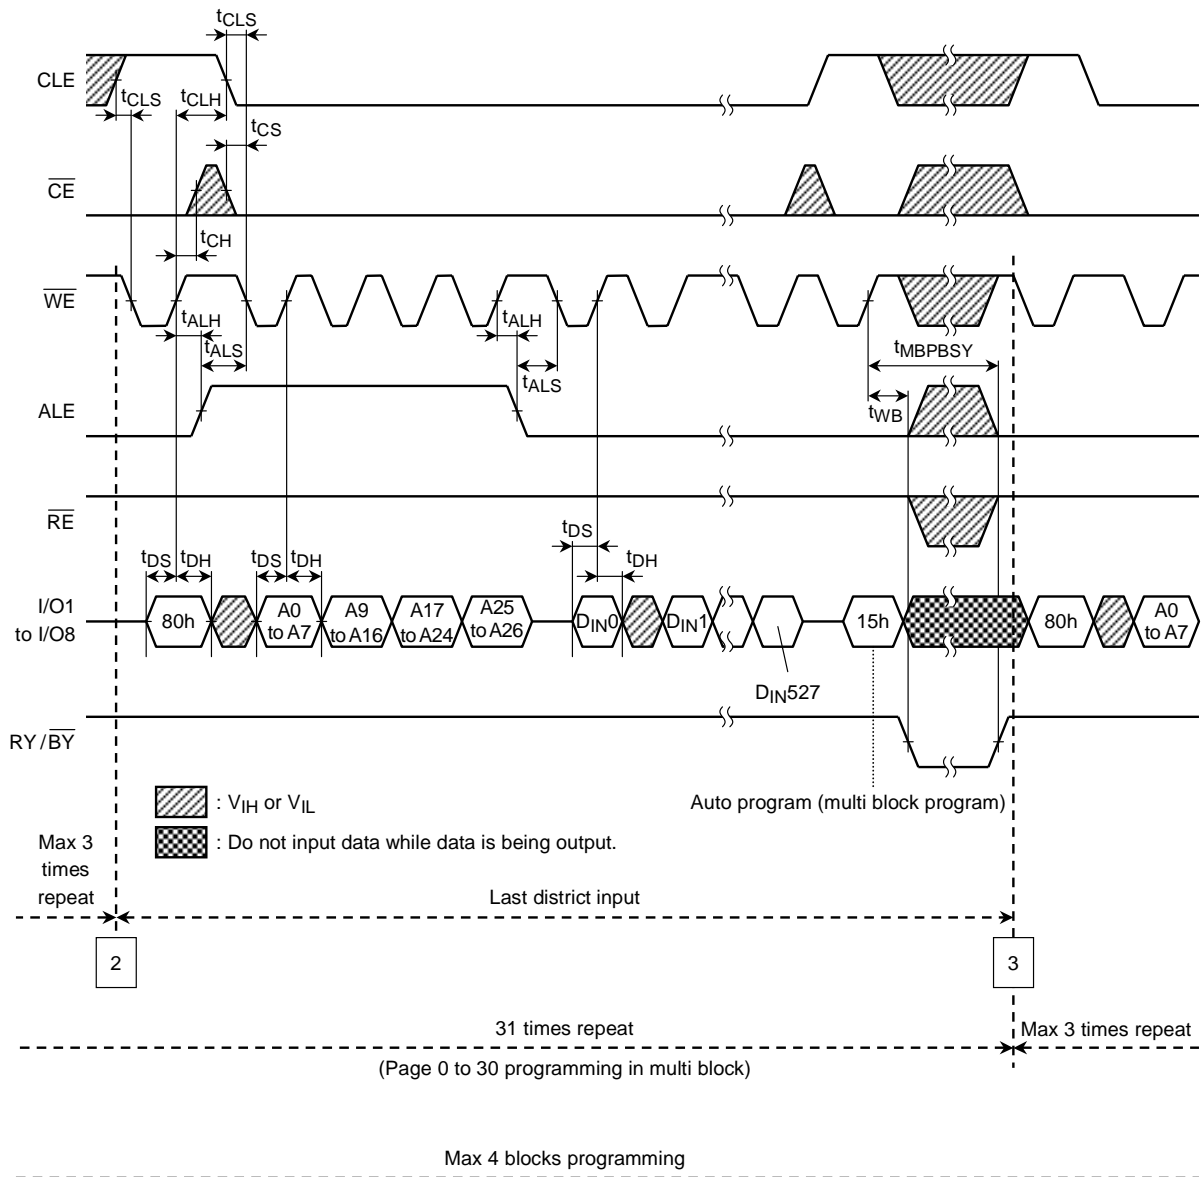 tCLS
CLE
tCLS tCLH
tCS
CE
tCH
WE
tALH tALH
tALS tMBPBSY
tALS
ALE tWB
RE
tDS tDH tDS tDH tDS tDH
I/O1
to I/O8
80h
A0
to A7
A9
to A16
A17
to A24
A25
to A26
DIN0
DIN1
15h
80h
A0
to A7
DIN527
RY/BY
: VIH or VIL
Auto program (multi block program)
: Do not input data while data is being output.
Max 3
times
repeat
Last district input
2 3
31 times repeat Max 3 times repeat
(Page 0 to 30 programming in multi block)
Max 4 blocks programming